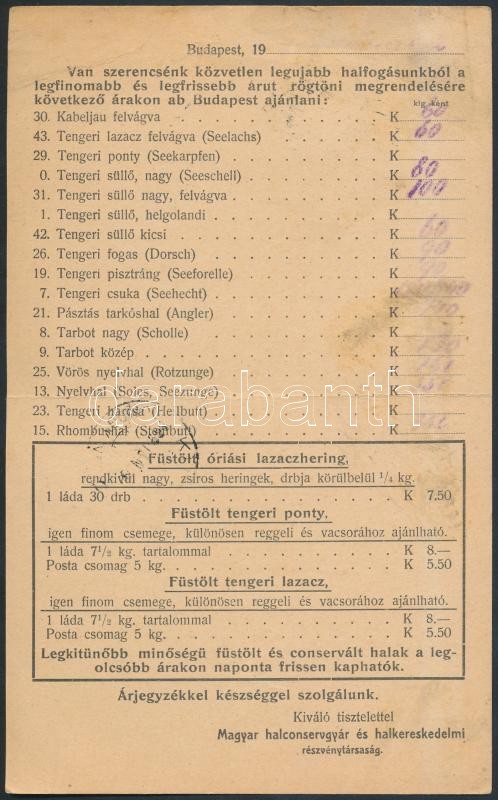 Budapest, 19
Van szerencsénk közvetlen legujabb halfogásunkból a
legfinomabb és legfrissebb árut rögtöni megrendelésére
következő árakon ab Budapest ajánlani:
klg.-ként
30. Kabeljau felvágva K 60
43. Tengeri lazacz felvágva (Seelachs) K 60
29. Tengeri ponty (Seekarpfen) K
0. Tengeri süllő, nagy (Seeschell) K 80
31. Tengeri süllő nagy, felvágva K 100
1. Tengeri süllő, helgolandi K
42. Tengeri süllő kicsi K 60
26. Tengeri fogas (Dorsch) K 90
19. Tengeri pisztráng (Seeforelle) K 90
7. Tengeri csuka (Seehecht) K
21. Pásztás tarkóshal (Angler) K
8. Tarbot nagy (Scholle) K
9. Tarbot közép K
25. Vörös nyelvhal (Rotzunge) K
13. Nyelvhal (Soles, Seezunge) K
23. Tengeri hárcsa (Heilbutt) K
15. Rhombushal (Steinbutt) K
darabanth
Füstölt óriási lazaczhering,
rendkivül nagy, zsiros heringek, drbja körülbelül 1/4 kg.
1 láda 30 drb K 7.50
Füstölt tengeri ponty,
igen finom csemege, különösen reggeli és vacsorához ajánlható.
1 láda 7 1/2 kg. tartalommal K 8.—
Posta csomag 5 kg. K 5.50
Füstölt tengeri lazacz,
igen finom csemege, különösen reggeli és vacsorához ajánlható.
1 láda 7 1/2 kg. tartalommal K 8.—
Posta csomag 5 kg. K 5.50
Legkitünőbb minőségü füstölt és conservált halak a leg-
olcsóbb árakon naponta frissen kaphatók.
Árjegyzékkel készséggel szolgálunk.
Kiváló tisztelettel
Magyar halconservgyár és halkereskedelmi
részvénytársaság.